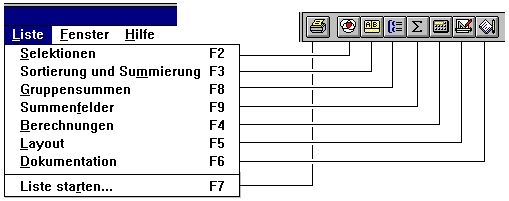 Liste Fenster Hilfe
Selektionen F2
Sortierung und Summierung F3
Gruppensummen F8
Summenfelder F9
Berechnungen F4
Layout F5
Dokumentation F6
Liste starten... F7
AB
Σ